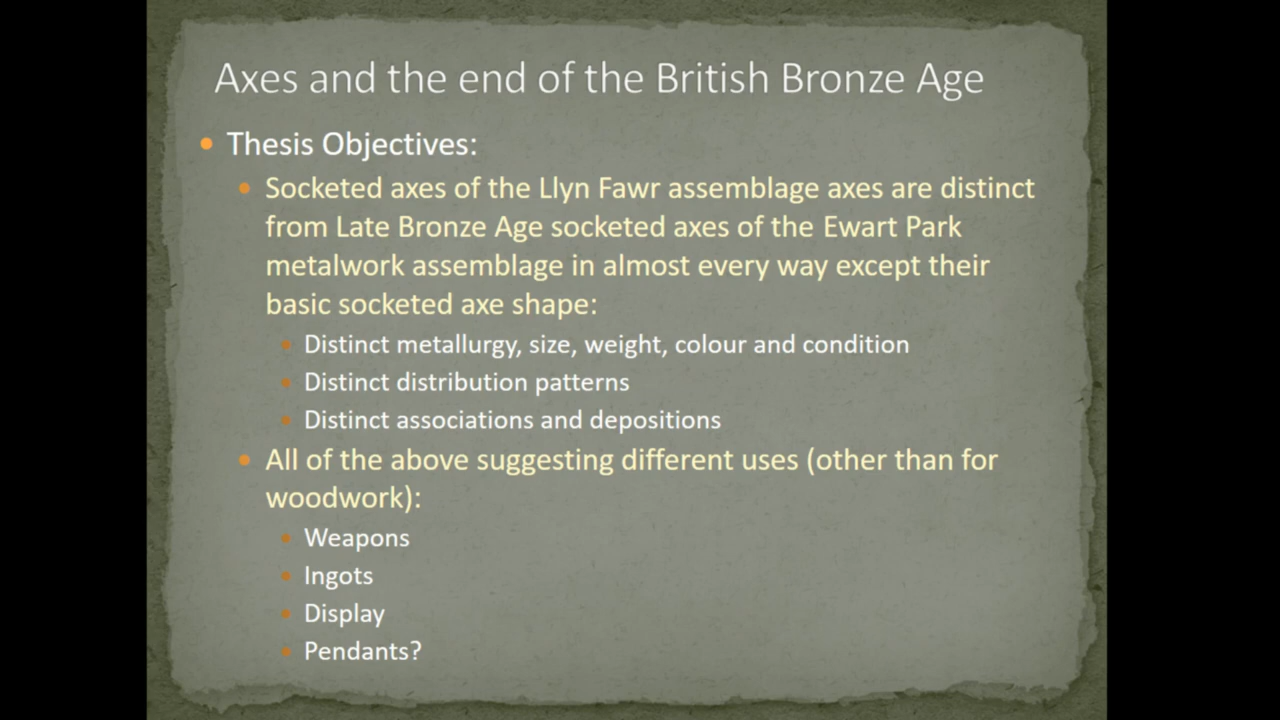 Axes and the end of the British Bronze Age
Thesis Objectives:
Socketed axes of the Llyn Fawr assemblage axes are distinct
from Late Bronze Age socketed axes of the Ewart Park
metalwork assemblage in almost every way except their
basic socketed axe shape:
Distinct metallurgy, size, weight, colour and condition
Distinct distribution patterns
Distinct associations and depositions
All of the above suggesting different uses (other than for
woodwork):
Weapons
Ingots
Display
Pendants?